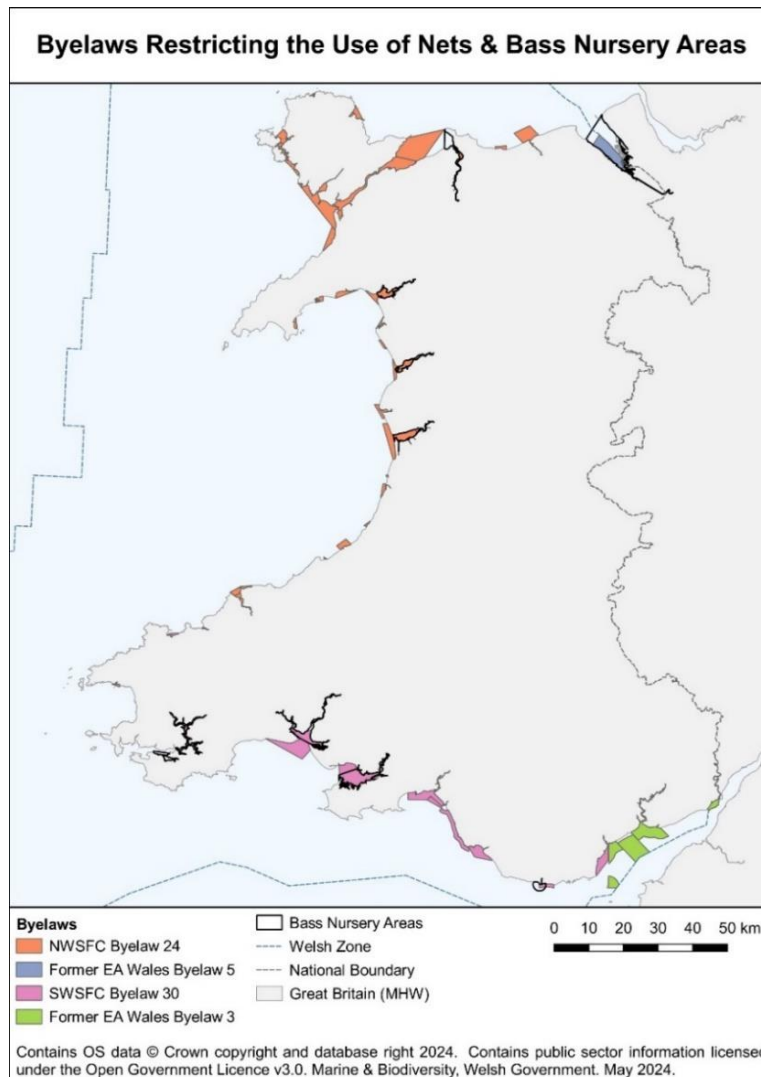 Byelaws Restricting the Use of Nets & Bass Nursery Areas
Byelaws
NWSFC Byelaw 24
Former EA Wales Byelaw 5
SWSFC Byelaw 30
Former EA Wales Byelaw 3
Bass Nursery Areas
Welsh Zone
National Boundary
Great Britain (MHW)
0 10 20 30 40 50 km
Contains OS data © Crown copyright and database right 2024. Contains public sector information licensed
under the Open Government Licence v3.0. Marine & Biodiversity, Welsh Government. May 2024.